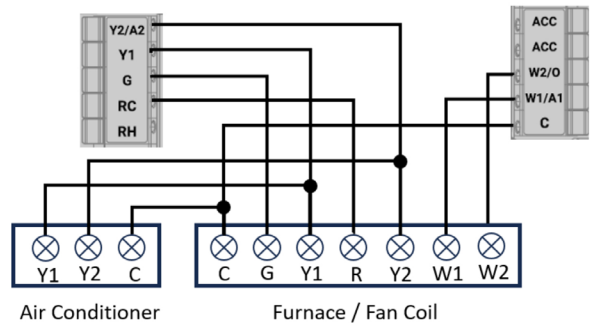 Y2/A2
Y1
G
RC
RH
ACC
ACC
W2/O
W1/A1
C
Y1 Y2 C
C G Y1 R Y2 W1 W2
Air Conditioner
Furnace / Fan Coil